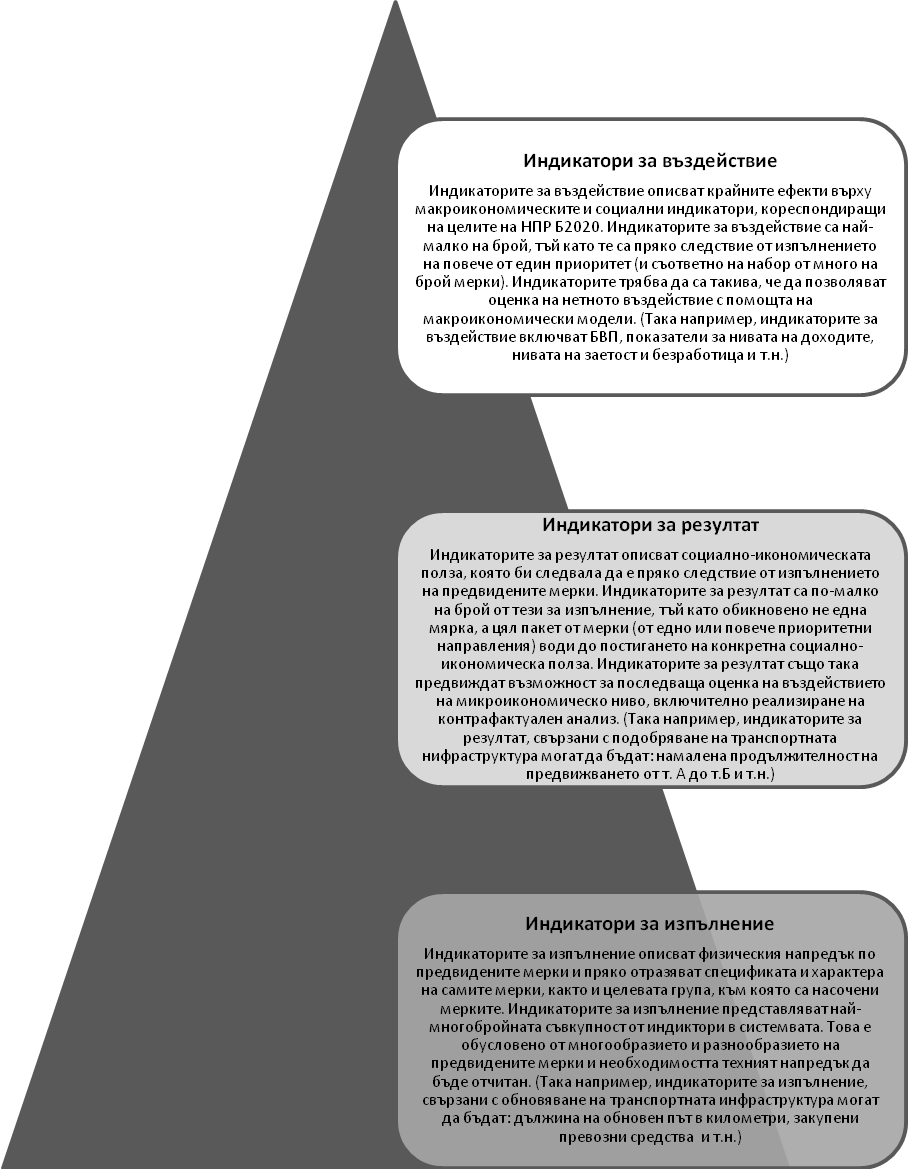 Индикатори за въздействие
Индикаторите за въздействие описват крайните ефекти върху
макроикономическите и социални индикатори, кореспондиращи
на целите на НПР Б2020. Индикаторите за въздействие са най-
малко на брой, тъй като те са пряко следствие от изпълнението
на повече от един приоритет (и съответно на набор от много на
брой мерки). Индикаторите трябва да са такива, че да позволяват
оценка на нетното въздействие с помощта на
макроикономически модели. (Така например, индикаторите за
въздействие включват БВП, показатели за нивата на доходите,
нивата на заетост и безработица и т.н.)
Индикатори за резултат
Индикаторите за резултат описват социално-икономическата
полза, която би следвала да е пряко следствие от изпълнението
на предвидените мерки. Индикаторите за резултат са по-малко
на брой от тези за изпълнение, тъй като обикновено не една
мярка, а цял пакет от мерки (от едно или повече приоритетни
направления) води до постигането на конкретна социално-
икономическа полза. Индикаторите за резултат също така
предвиждат възможност за последваща оценка на въздействието
на микроикономическо ниво, включително реализиране на
контрафактуален анализ. (Така например, индикаторите за
резултат, свързани с подобряване на транспортната
нифраструктура могат да бъдат: намалена продължителност на
предвижването от т. А до т.Б и т.н.)
Индикатори за изпълнение
Индикаторите за изпълнение описват физическия напредък по
предвидените мерки и пряко отразяват спецификата и характера
на самите мерки, както и целевата група, към която са насочени
мерките. Индикаторите за изпълнение представляват най-
многобройната съвкупност от индиктори в системвата. Това е
обусловено от многообразието и разнообразието на
предвидените мерки и необходимостта техният напредък да
бъде отчитан. (Така например, индикаторите за изпълнение,
свързани с обновяване на транспортната инфраструктура могат
да бъдат: дължина на обновен път в километри, закупени
превозни средства и т.н.)